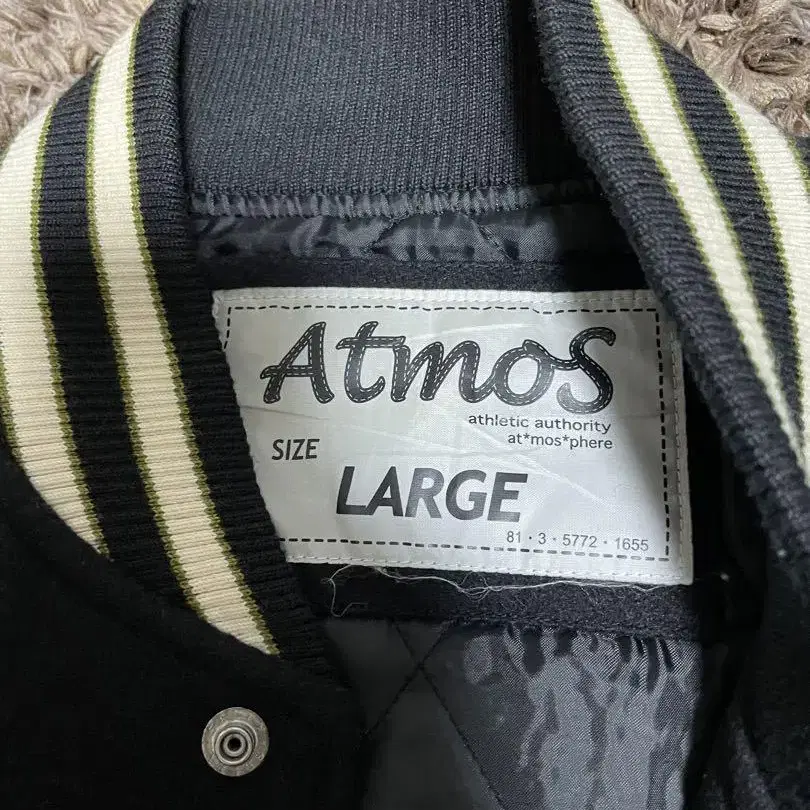 AtmoS
athletic authority
at*mos*phere
SIZE
LARGE
81・3・5772・1655